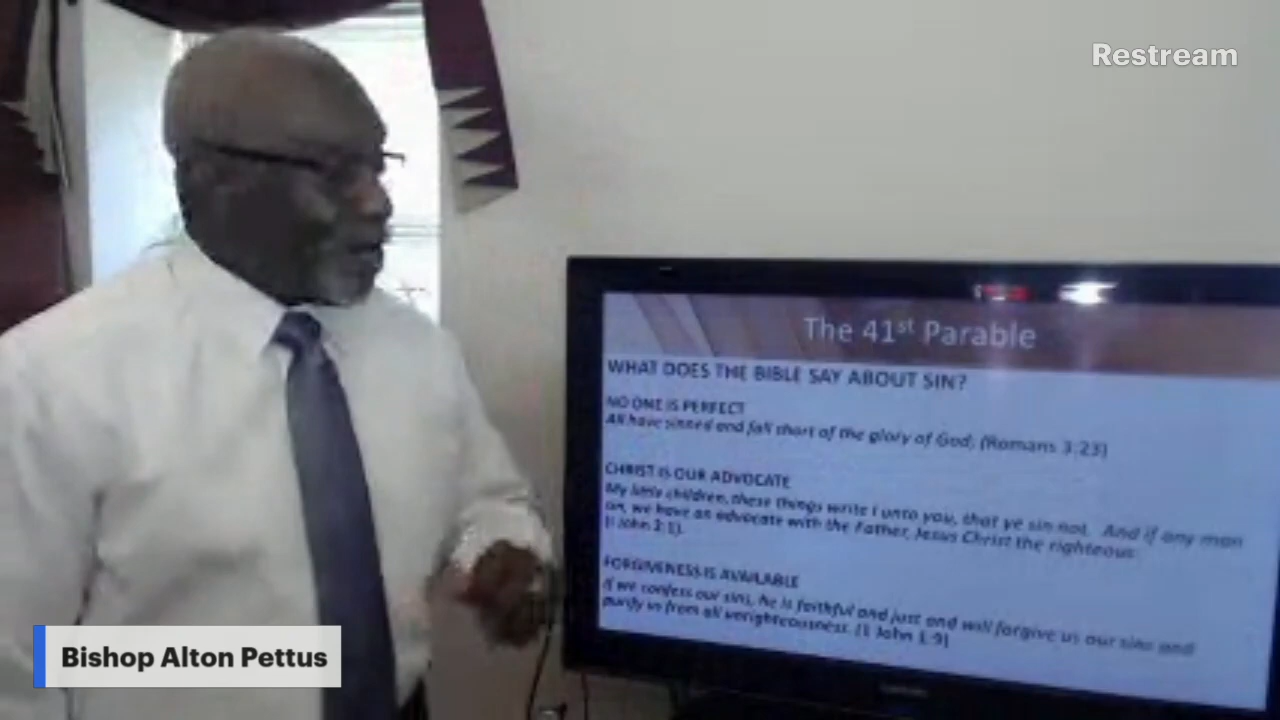 Restream
The 41st Parable
WHAT DOES THE BIBLE SAY ABOUT SIN?
NO ONE IS PERFECT
All have sinned and fall short of the glory of God; (Romans 3:23)
CHRIST IS OUR ADVOCATE
My little children, these things write I unto you, that ye sin not. And if any man
sin, we have an advocate with the Father, Jesus Christ the righteous:
(I John 2:1).
FORGIVENESS IS AVAILABLE
If we confess our sins, he is faithful and just and will forgive us our sins and
purify us from all unrighteousness. (1 John 1:9)
Bishop Alton Pettus